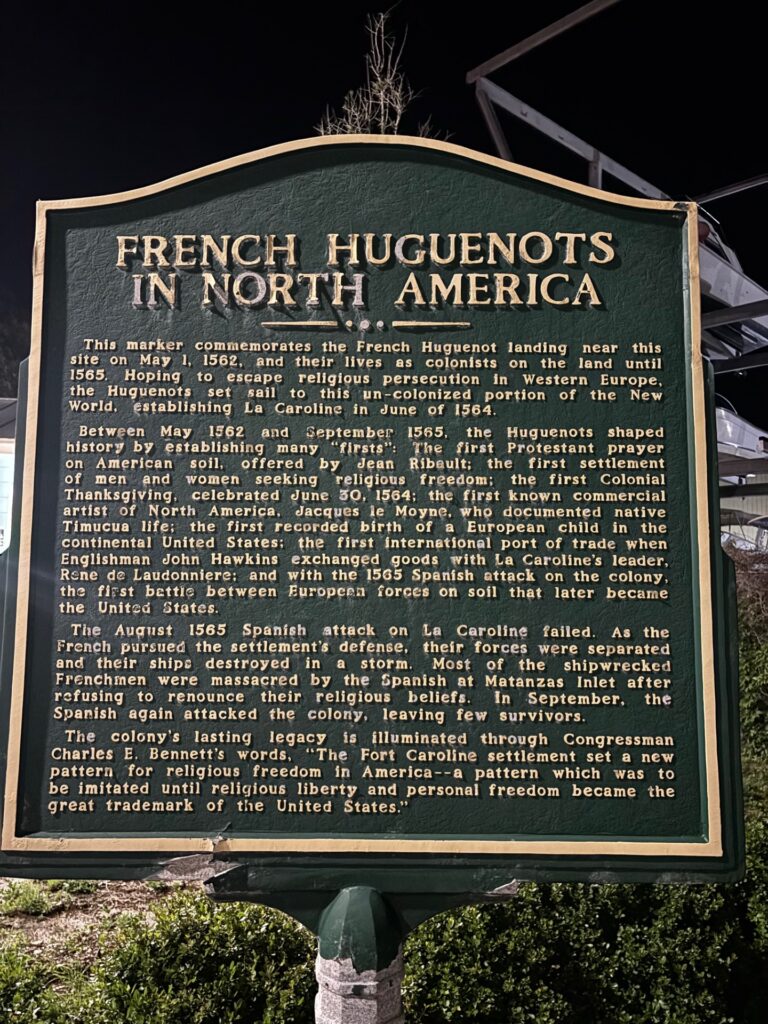 FRENCH HUGUENOTS
IN NORTH AMERICA
This marker commemorates the French Huguenot landing near this
site on May 1, 1562, and their lives as colonists on the land until
1565. Hoping to escape religious persecution in Western Europe,
the Huguenots set sail to this un-colonized portion of the New
World, establishing La Caroline in June of 1564.
Between May 1562 and September 1565, the Huguenots shaped
history by establishing many "firsts": The first Protestant prayer
on American soil, offered by Jean Ribault; the first settlement
of men and women seeking religious freedom; the first Colonial
Thanksgiving, celebrated June 30, 1564; the first known commercial
artist of North America, Jacques le Moyne, who documented native
Timucua life; the first recorded birth of a European child in the
continental United States; the first international port of trade when
Englishman John Hawkins exchanged goods with La Caroline's leader,
Rene de Laudonniere; and with the 1565 Spanish attack on the colony,
the first battle between European forces on soil that later became
the United States.
The August 1565 Spanish attack on La Caroline failed. As the
French pursued the settlement's defense, their forces were separated
and their ships destroyed in a storm. Most of the shipwrecked
Frenchmen were massacred by the Spanish at Matanzas Inlet after
refusing to renounce their religious beliefs. In September, the
Spanish again attacked the colony, leaving few survivors.
The colony's lasting legacy is illuminated through Congressman
Charles E. Bennett's words, "The Fort Caroline settlement set a new
pattern for religious freedom in America--a pattern which was to
be imitated until religious liberty and personal freedom became the
great trademark of the United States."